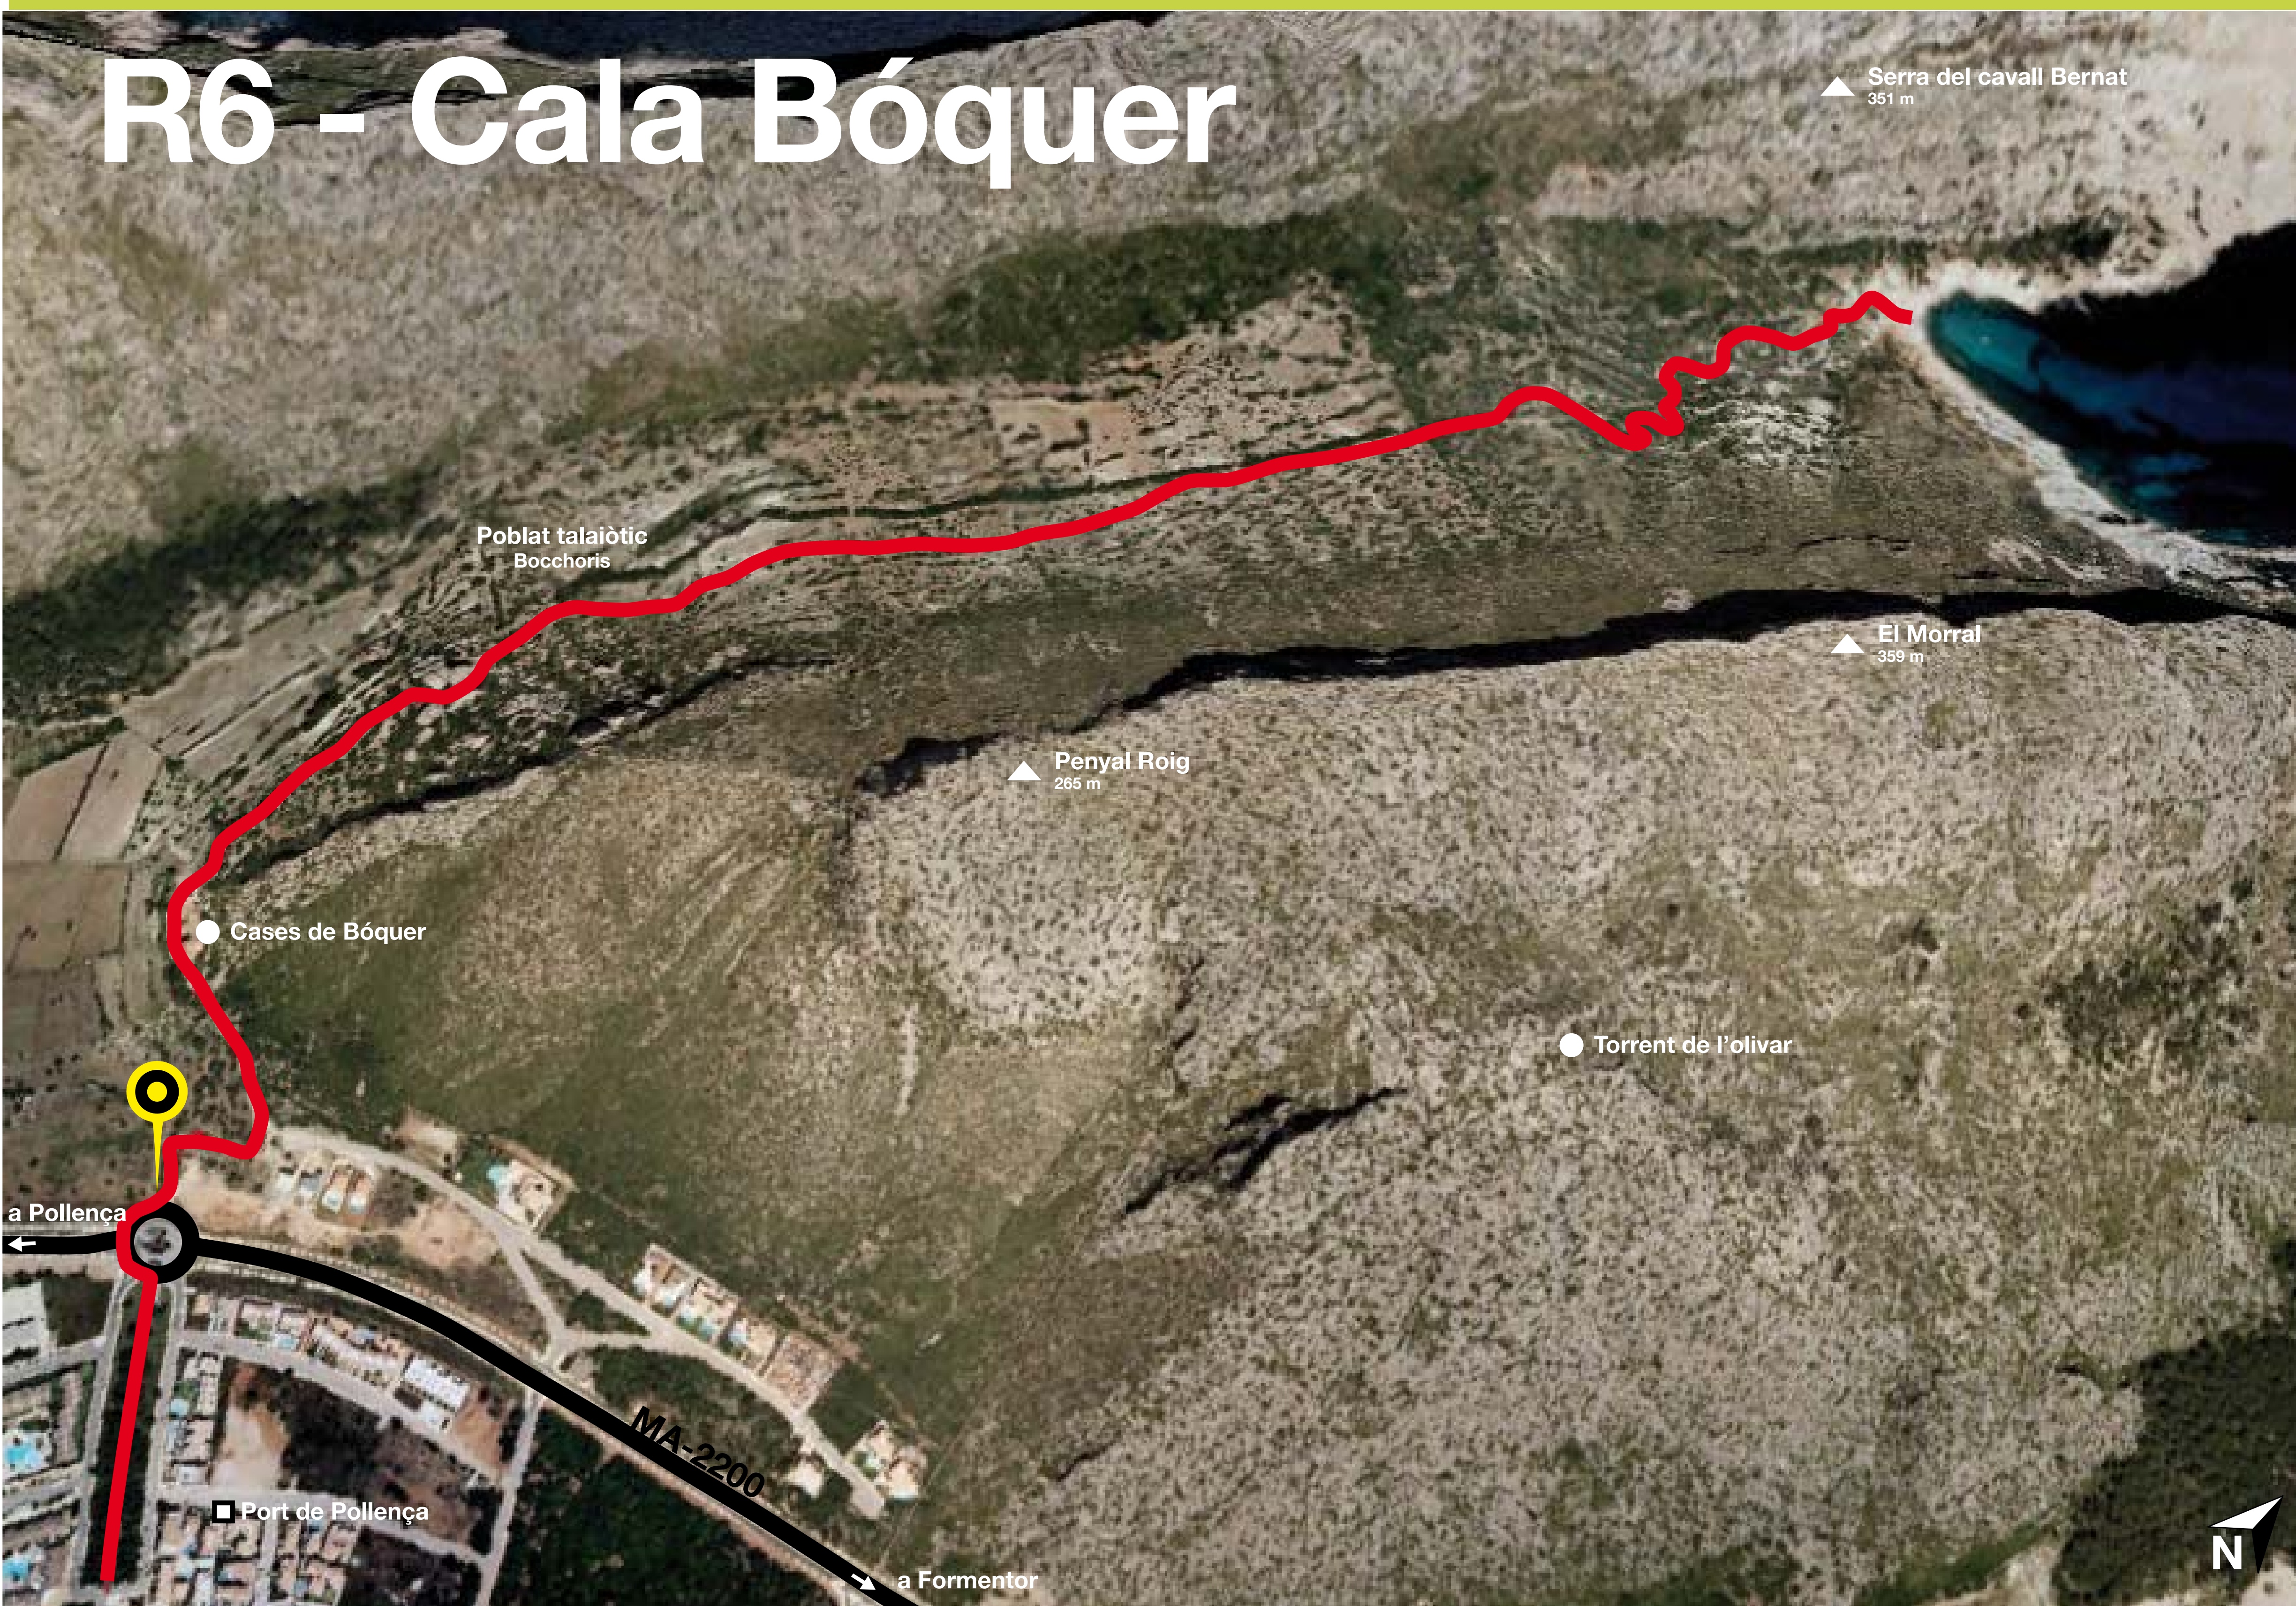 R6 - Cala Bóquer
Serra del cavall Bernat
351 m
Poblat talaiòtic
Bocchoris
El Morral
359 m
Penyal Roig
265 m
Cases de Bóquer
Torrent de l’olivar
a Pollença
MA-2200
Port de Pollença
a Formentor
N